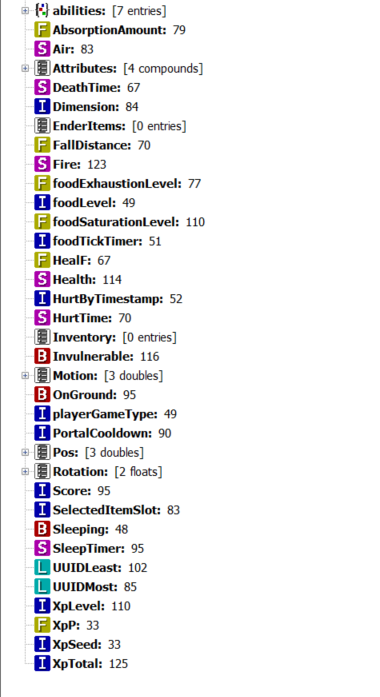 abilities: [7 entries]
F AbsorptionAmount: 79
S Air: 83
Attributes: [4 compounds]
S DeathTime: 67
I Dimension: 84
EnderItems: [0 entries]
F FallDistance: 70
S Fire: 123
F foodExhaustionLevel: 77
I foodLevel: 49
F foodSaturationLevel: 110
I foodTickTimer: 51
F HealF: 67
S Health: 114
I HurtByTimestamp: 52
S HurtTime: 70
Inventory: [0 entries]
B Invulnerable: 116
Motion: [3 doubles]
B OnGround: 95
I playerGameType: 49
I PortalCooldown: 90
Pos: [3 doubles]
Rotation: [2 floats]
I Score: 95
I SelectedItemSlot: 83
B Sleeping: 48
S SleepTimer: 95
L UUIDLeast: 102
L UUIDMost: 85
I XpLevel: 110
F XpP: 33
I XpSeed: 33
I XpTotal: 125